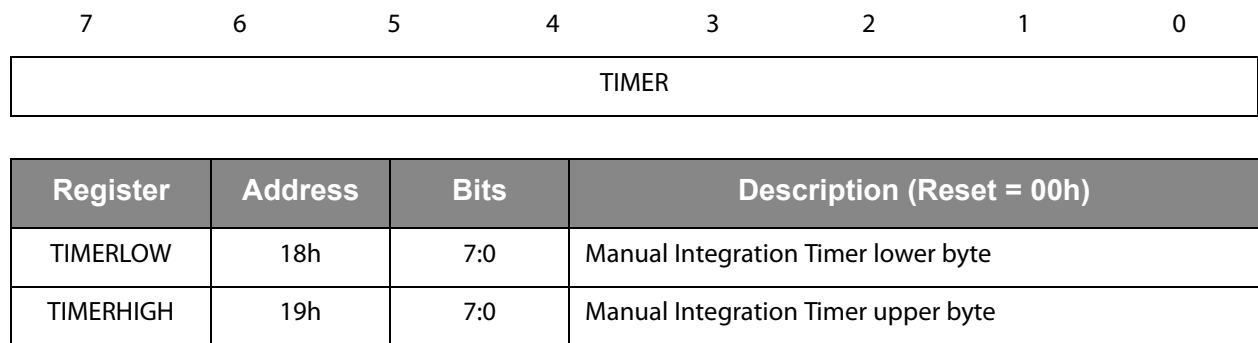 7 6 5 4 3 2 1 0
TIMER
Register Address Bits Description (Reset = 00h)
TIMERLOW 18h 7:0 Manual Integration Timer lower byte
TIMERHIGH 19h 7:0 Manual Integration Timer upper byte